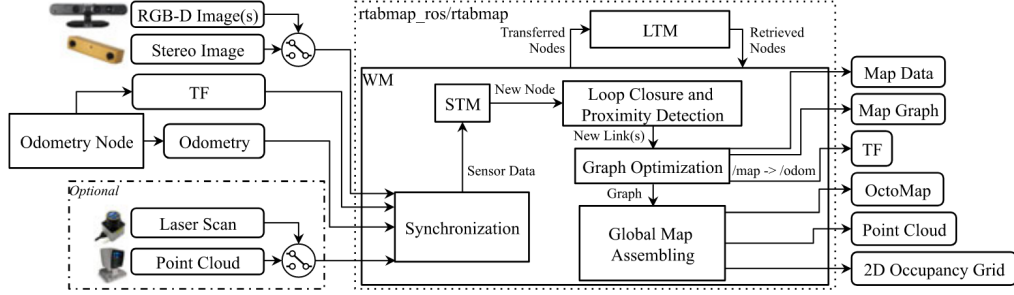 RGB-D Image(s)
Stereo Image
TF
Odometry Node
Odometry
Optional
Laser Scan
Point Cloud
rtabmap_ros/rtabmap
Transferred
Nodes
LTM
Retrieved
Nodes
WM
STM
New Node
Loop Closure and
Proximity Detection
New Link(s)
Graph Optimization
/map -> /odom
Sensor Data
Graph
Synchronization
Global Map
Assembling
Map Data
Map Graph
TF
OctoMap
Point Cloud
2D Occupancy Grid